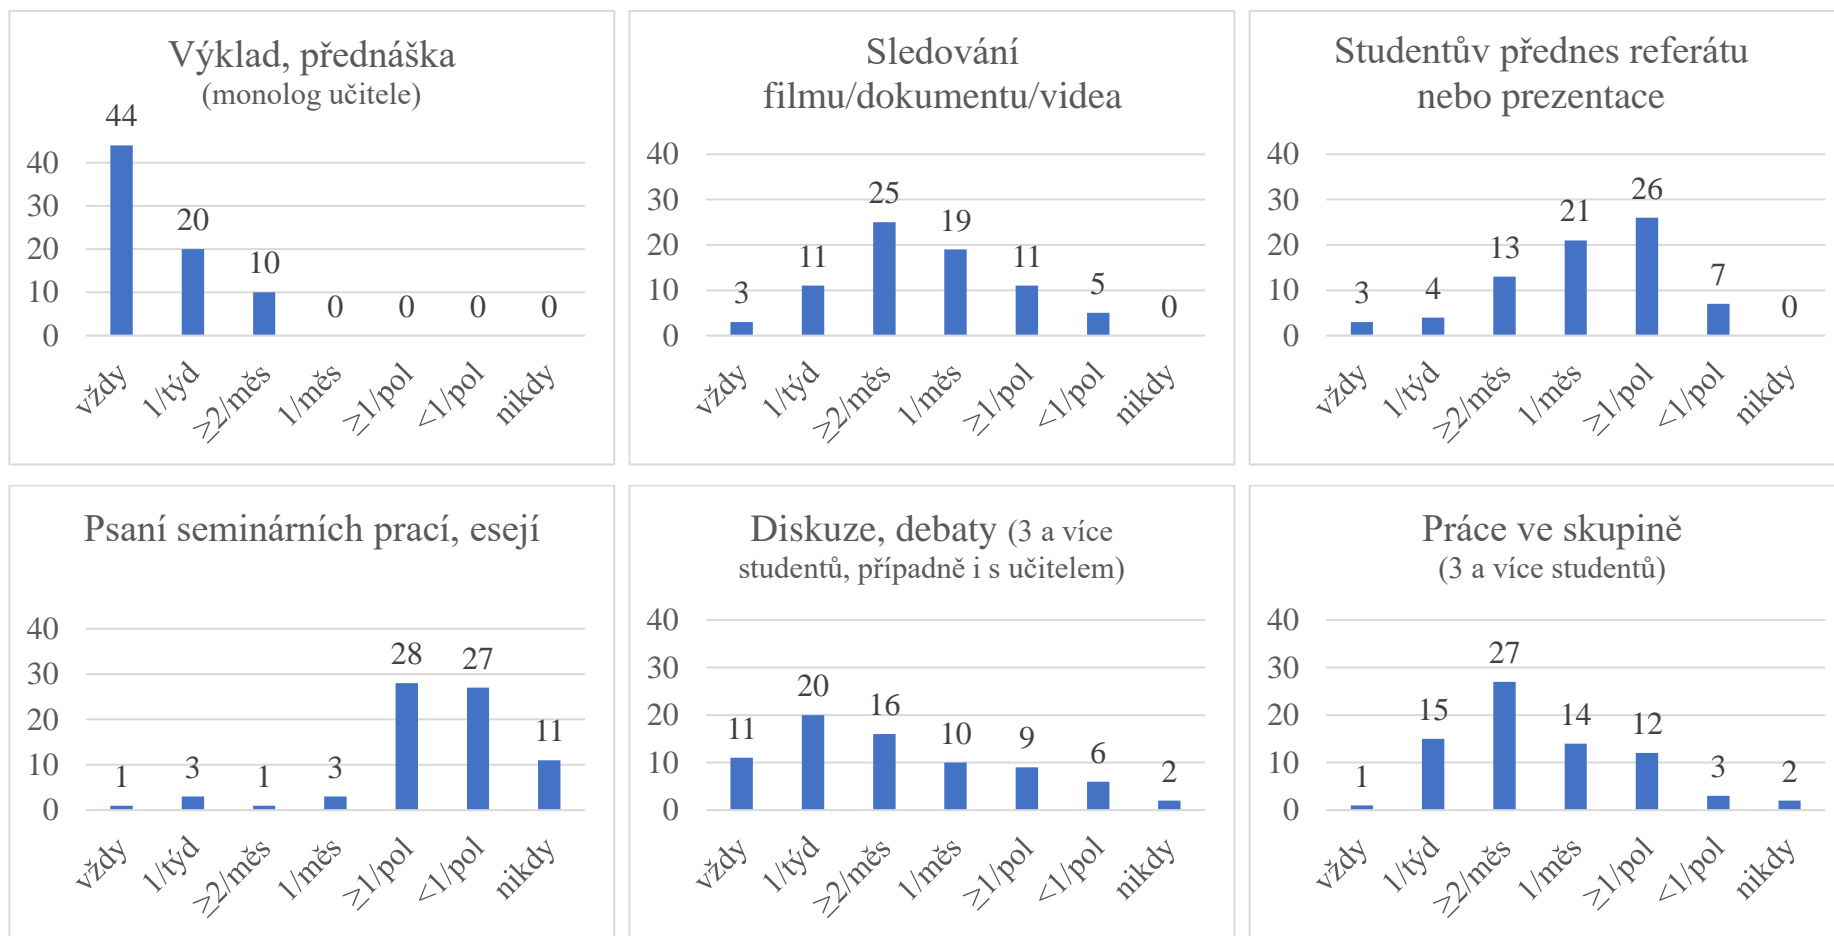 Výklad, přednáška
(monolog učitele)
44
40
30
20
20
10
10
0
0
0
0
0
vždy
1/týd
≥2/měs
1/měs
≥1/pol
<1/pol
nikdy
Sledování
filmu/dokumentu/videa
40
30
25
20
19
11
11
10
3
5
0
0
vždy
1/týd
≥2/měs
1/měs
≥1/pol
<1/pol
nikdy
Studentův přednes referátu
nebo prezentace
40
30
26
21
20
13
10
3
4
7
0
0
vždy
1/týd
≥2/měs
1/měs
≥1/pol
<1/pol
nikdy
Psaní seminárních prací, esejí
40
30
28
27
20
11
10
1
3
1
3
0
vždy
1/týd
≥2/měs
1/měs
≥1/pol
<1/pol
nikdy
Diskuze, debaty (3 a více
studentů, případně i s učitelem)
40
30
20
20
16
11
10
10
9
6
2
0
vždy
1/týd
≥2/měs
1/měs
≥1/pol
<1/pol
nikdy
Práce ve skupině
(3 a více studentů)
40
30
27
20
15
14
12
10
1
3
2
0
vždy
1/týd
≥2/měs
1/měs
≥1/pol
<1/pol
nikdy